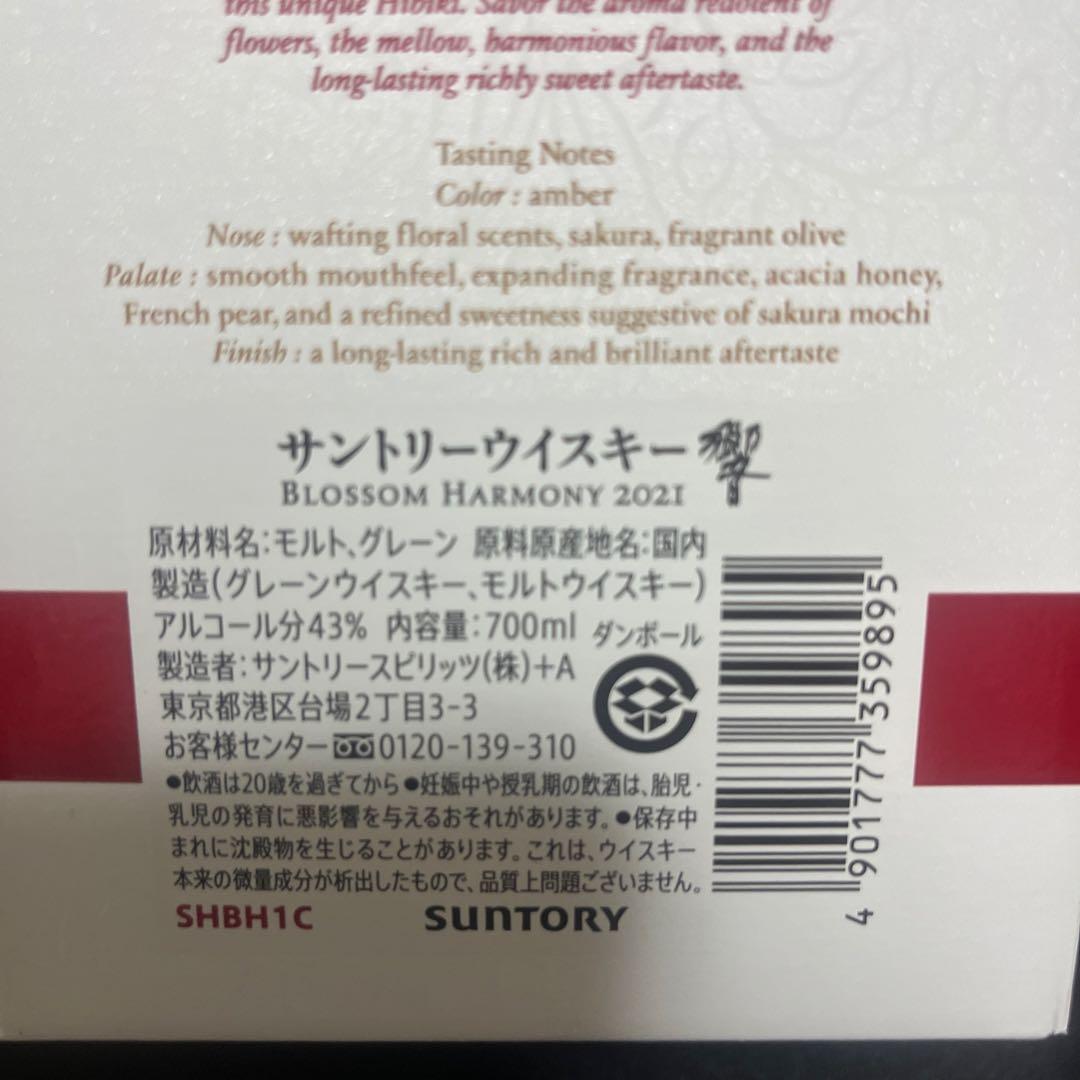 this unique Hibiki. Savor the aroma redolent of
flowers, the mellow, harmonious flavor, and the
long-lasting richly sweet aftertaste.
Tasting Notes
Color : amber
Nose : wafting floral scents, sakura, fragrant olive
Palate : smooth mouthfeel, expanding fragrance, acacia honey,
French pear, and a refined sweetness suggestive of sakura mochi
Finish : a long-lasting rich and brilliant aftertaste
サントリーウイスキー 響
BLOSSOM HARMONY 2021
原材料名:モルト、グレーン 原料原産地名:国内
製造(グレーンウイスキー、モルトウイスキー)
アルコール分43% 内容量:700ml
ダンボール
製造者:サントリースピリッツ(株)+A
東京都港区台場2丁目3-3
お客様センター 0120-139-310
●飲酒は20歳を過ぎてから●妊娠中や授乳期の飲酒は、胎児・
乳児の発育に悪影響を与えるおそれがあります。●保存中
まれに沈殿物を生じることがあります。これは、ウイスキー
本来の微量成分が析出したもので、品質上問題ございません。
SHBH1C SUNTORY
4 901777 359895